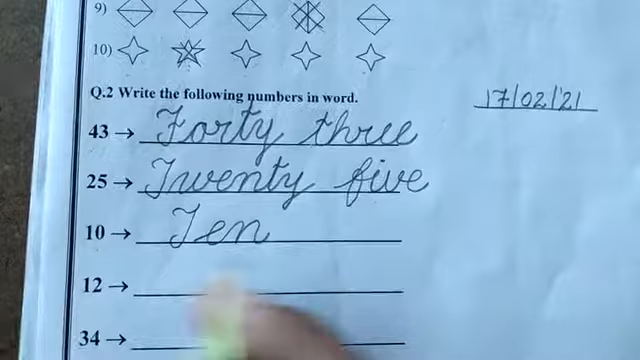 9)
10)
Q.2 Write the following numbers in word.
17/02/21
43 → Forty three
25 → Twenty five
10 → Ten
12 →
34 →